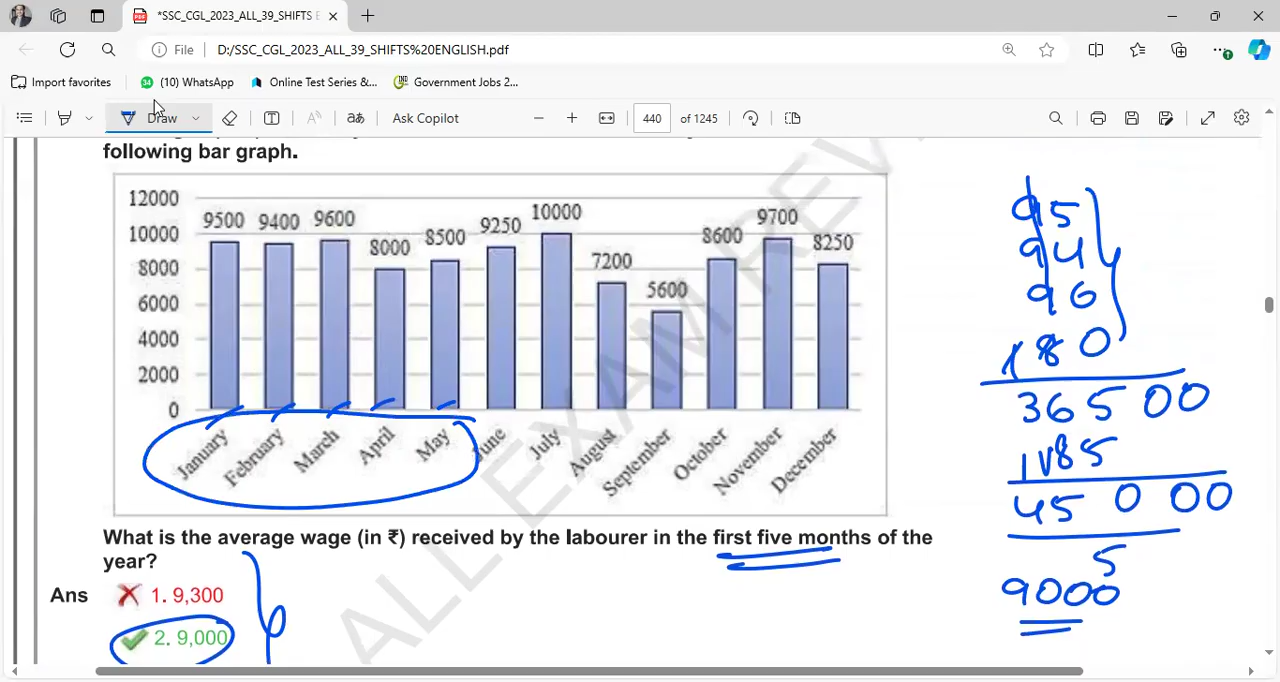 *SSC_CGL_2023_ALL_39_SHIFTS E
File D:/SSC_CGL_2023_ALL_39_SHIFTS%20ENGLISH.pdf
Import favorites (10) WhatsApp Online Test Series &... Government Jobs 2...
Draw Ask Copilot 440 of 1245
following bar graph.
12000
10000
8000
6000
4000
2000
0
9500 9400 9600 8000 8500 9250 10000 7200 5600 8600 9700 8250
January February March April May June July August September October November December
What is the average wage (in ₹) received by the labourer in the first five months of the
year?
Ans 1. 9,300
2. 9,000
ALL EXAM REV
95
94
96
180
36500
85
45000
5
9000